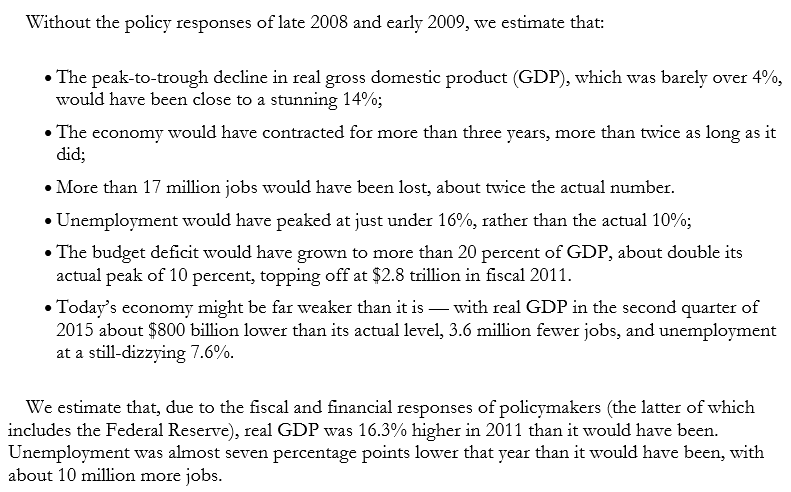 Without the policy responses of late 2008 and early 2009, we estimate that:
• The peak-to-trough decline in real gross domestic product (GDP), which was barely over 4%,
would have been close to a stunning 14%;
• The economy would have contracted for more than three years, more than twice as long as it
did;
• More than 17 million jobs would have been lost, about twice the actual number.
• Unemployment would have peaked at just under 16%, rather than the actual 10%;
• The budget deficit would have grown to more than 20 percent of GDP, about double its
actual peak of 10 percent, topping off at $2.8 trillion in fiscal 2011.
• Today’s economy might be far weaker than it is — with real GDP in the second quarter of
2015 about $800 billion lower than its actual level, 3.6 million fewer jobs, and unemployment
at a still-dizzying 7.6%.
We estimate that, due to the fiscal and financial responses of policymakers (the latter of which
includes the Federal Reserve), real GDP was 16.3% higher in 2011 than it would have been.
Unemployment was almost seven percentage points lower that year than it would have been, with
about 10 million more jobs.